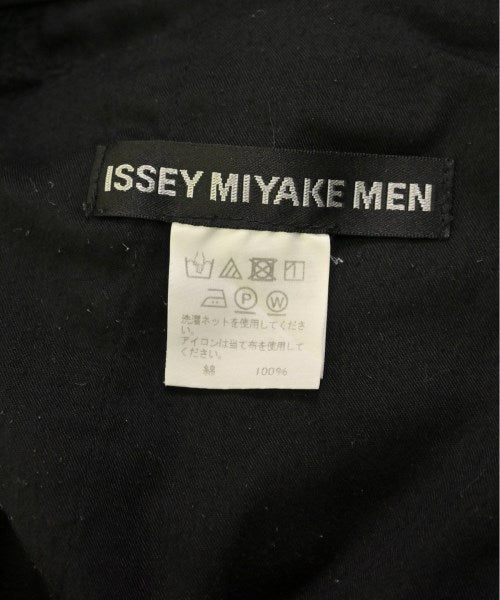 ISSEY MIYAKE MEN
P W
洗濯ネットを使用してくださ
い。
アイロンは当て布を使用して
ください。
綿 100%